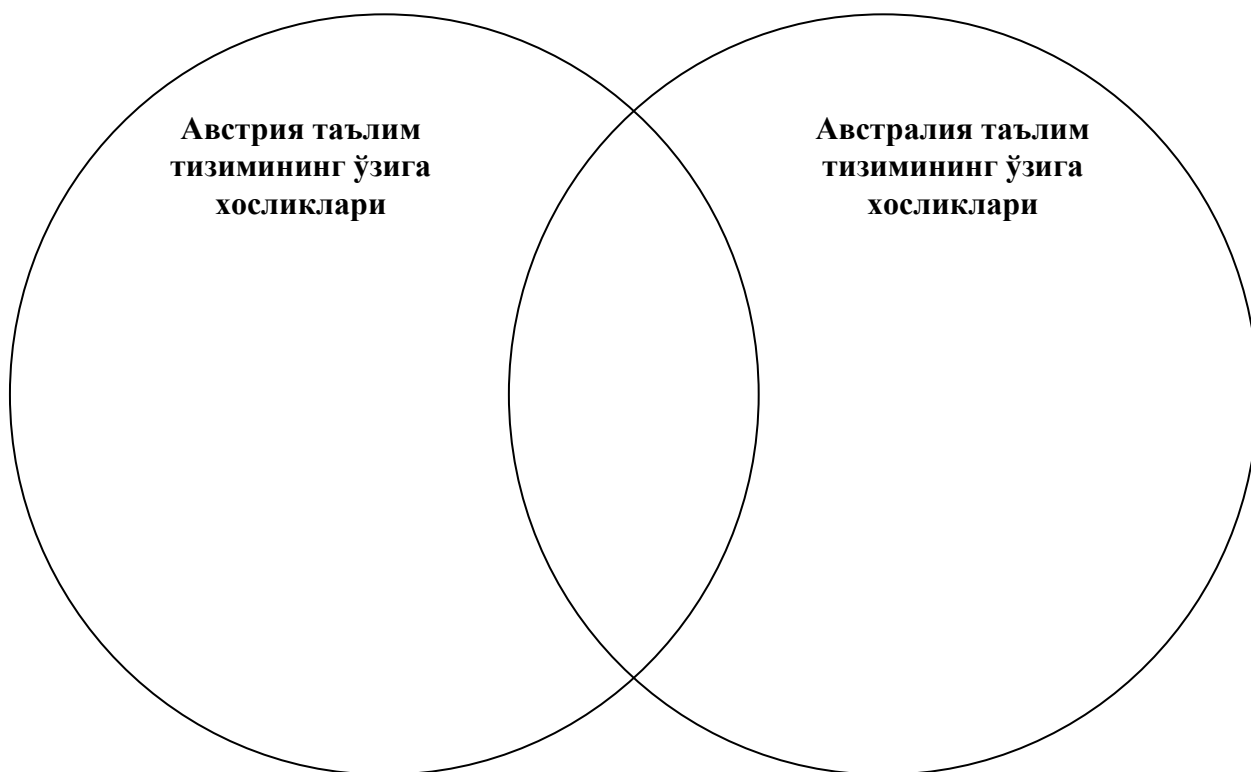 Австрия таълим
тизимининг ўзига
хосликлари
Австралия таълим
тизимининг ўзига
хосликлари